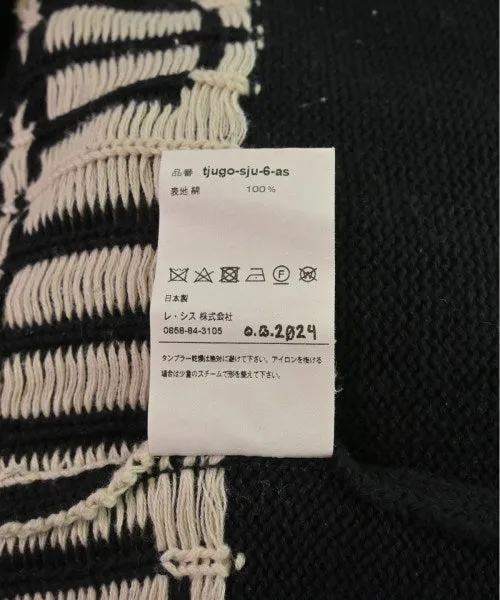 品番 tjugo-sju-6-as
表地 綿 100%
日本製
レ・シス 株式会社
0858-84-3105 o.a.2024
タンブラー乾燥は絶対に避けて下さい。アイロンを掛ける
場合は少量のスチームで形を整えて下さい。